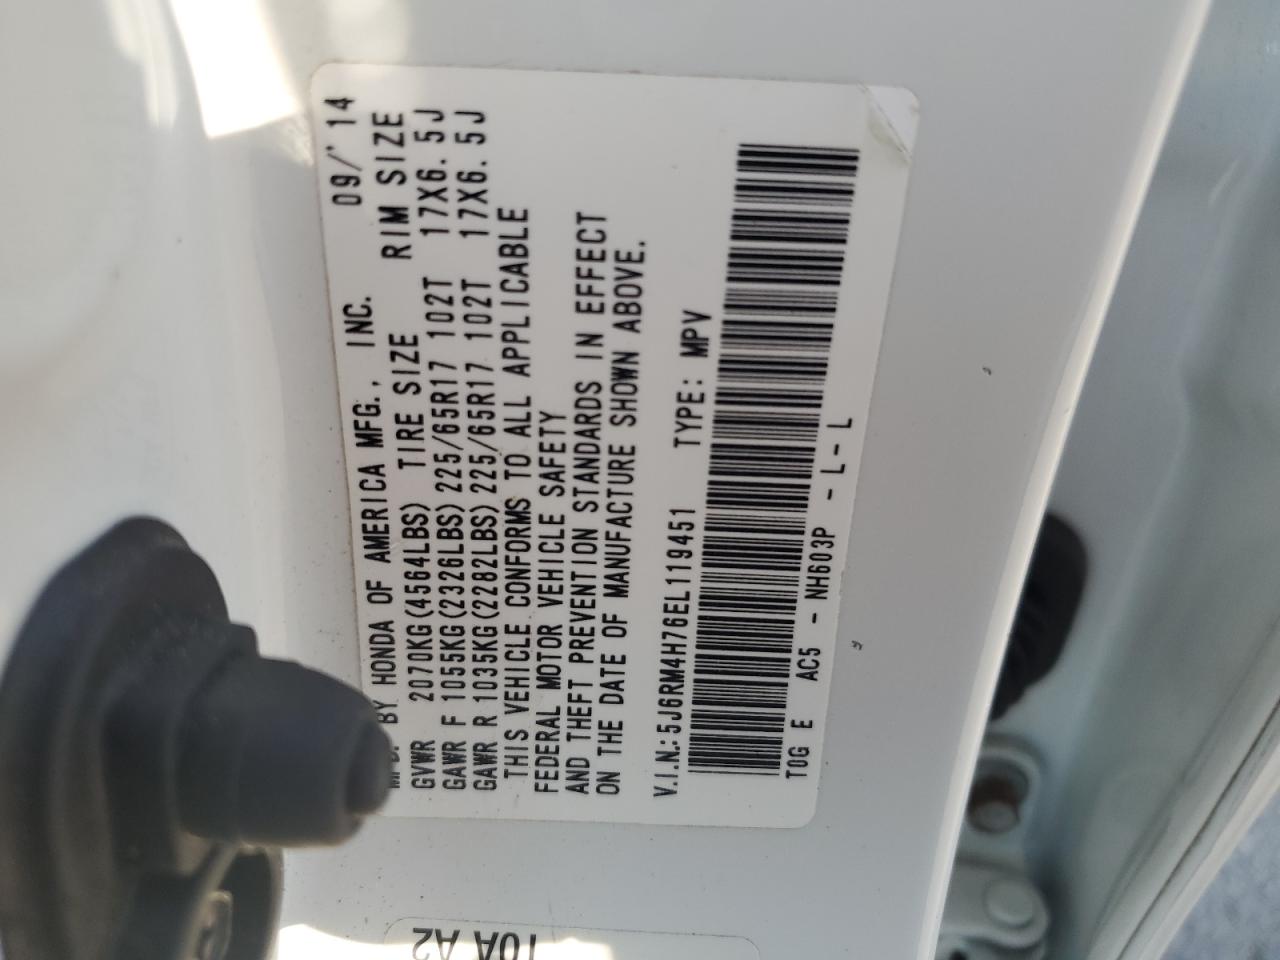 MFD. BY HONDA OF AMERICA MFG., INC. 09/'14
GVWR 2070KG(4564LBS) TIRE SIZE RIM SIZE
GAWR F 1055KG(2326LBS) 225/65R17 102T 17X6.5J
GAWR R 1035KG(2282LBS) 225/65R17 102T 17X6.5J
THIS VEHICLE CONFORMS TO ALL APPLICABLE
FEDERAL MOTOR VEHICLE SAFETY
AND THEFT PREVENTION STANDARDS IN EFFECT
ON THE DATE OF MANUFACTURE SHOWN ABOVE.
V.I.N.: 5J6RM4H76EL119451 TYPE: MPV
TOG E AC5 - NH603P - L-L